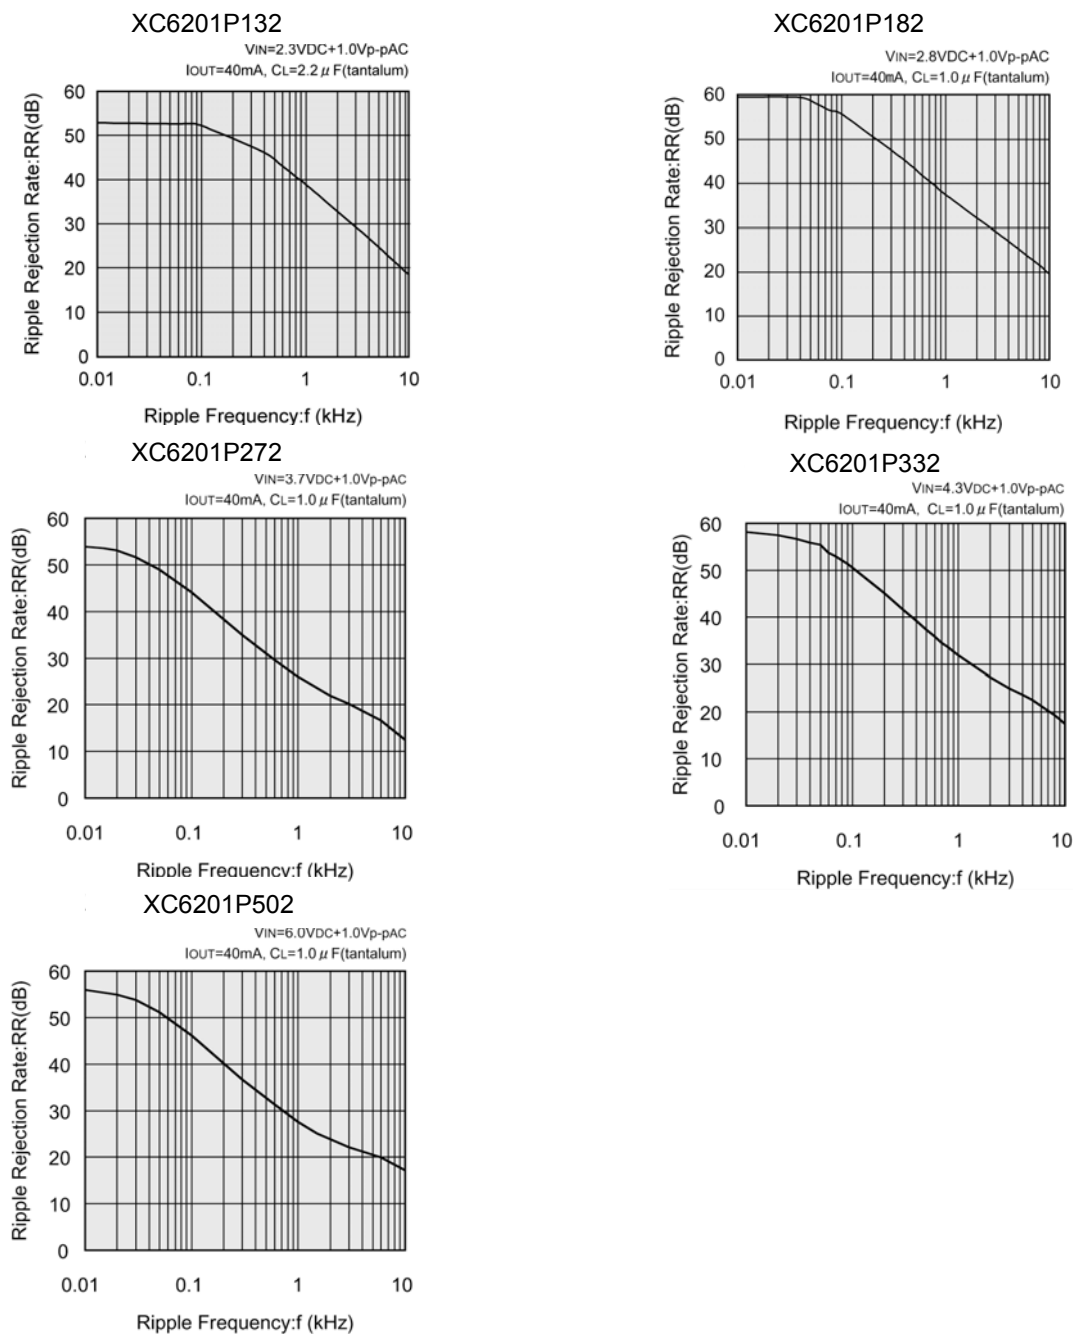 XC6201P132
VIN=2.3VDC+1.0Vp-pAC
IOUT=40mA, CL=2.2 μ F(tantalum)
Ripple Rejection Rate:RR(dB)
60
50
40
30
20
10
0
0.01 0.1 1 10
Ripple Frequency:f (kHz)
XC6201P182
VIN=2.8VDC+1.0Vp-pAC
IOUT=40mA, CL=1.0 μ F(tantalum)
Ripple Rejection Rate:RR(dB)
60
50
40
30
20
10
0
0.01 0.1 1 10
Ripple Frequency:f (kHz)
XC6201P272
VIN=3.7VDC+1.0Vp-pAC
IOUT=40mA, CL=1.0 μ F(tantalum)
Ripple Rejection Rate:RR(dB)
60
50
40
30
20
10
0
0.01 0.1 1 10
Ripple Frequency:f (kHz)
XC6201P332
VIN=4.3VDC+1.0Vp-pAC
IOUT=40mA, CL=1.0 μ F(tantalum)
Ripple Rejection Rate:RR(dB)
60
50
40
30
20
10
0
0.01 0.1 1 10
Ripple Frequency:f (kHz)
XC6201P502
VIN=6.0VDC+1.0Vp-pAC
IOUT=40mA, CL=1.0 μ F(tantalum)
Ripple Rejection Rate:RR(dB)
60
50
40
30
20
10
0
0.01 0.1 1 10
Ripple Frequency:f (kHz)